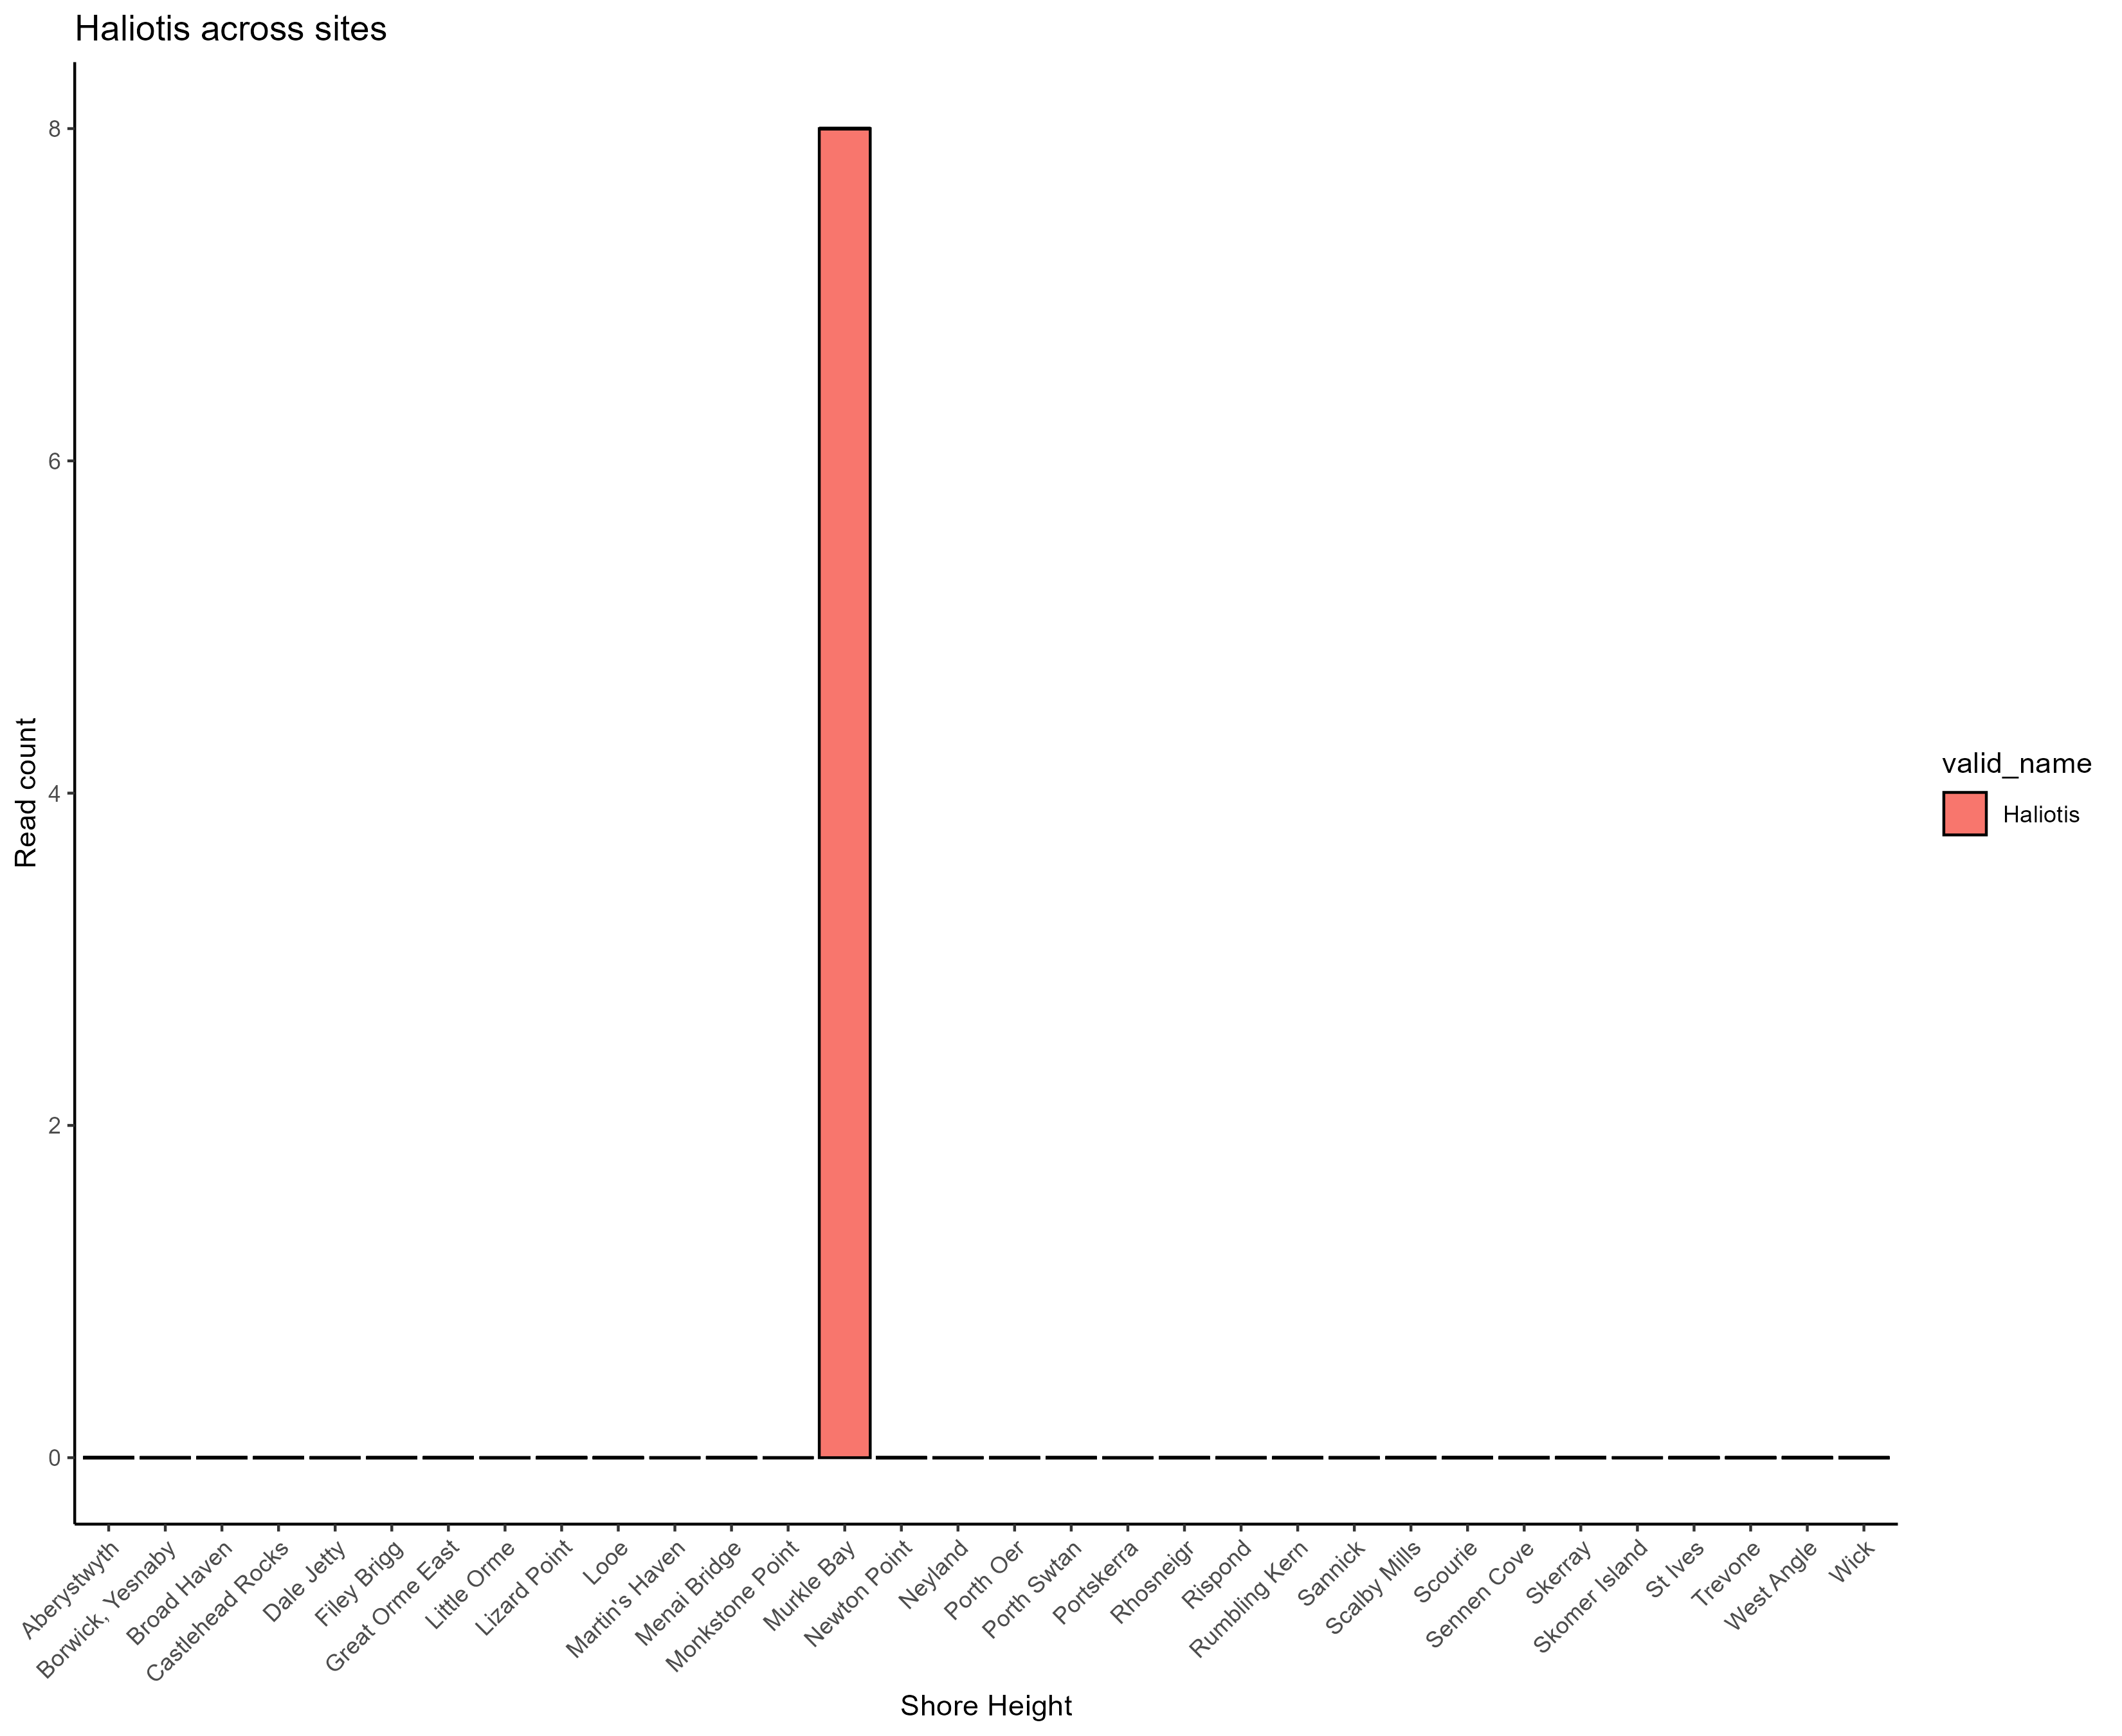 Haliotis across sites
8
6
4
2
0
Read count
valid_name
Haliotis
Aberystwyth
Borwick, Yesnaby
Broad Haven
Castlehead Rocks
Dale Jetty
Filey Brigg
Great Orme East
Little Orme
Lizard Point
Looe
Martin's Haven
Menai Bridge
Monkstone Point
Murkle Bay
Newton Point
Neyland
Porth Oer
Porth Swtan
Portskerra
Rhosneigr
Rispond
Rumbling Kern
Sannick
Scalby Mills
Scourie
Sennen Cove
Skerray
Skomer Island
St Ives
Trevone
West Angle
Wick
Shore Height